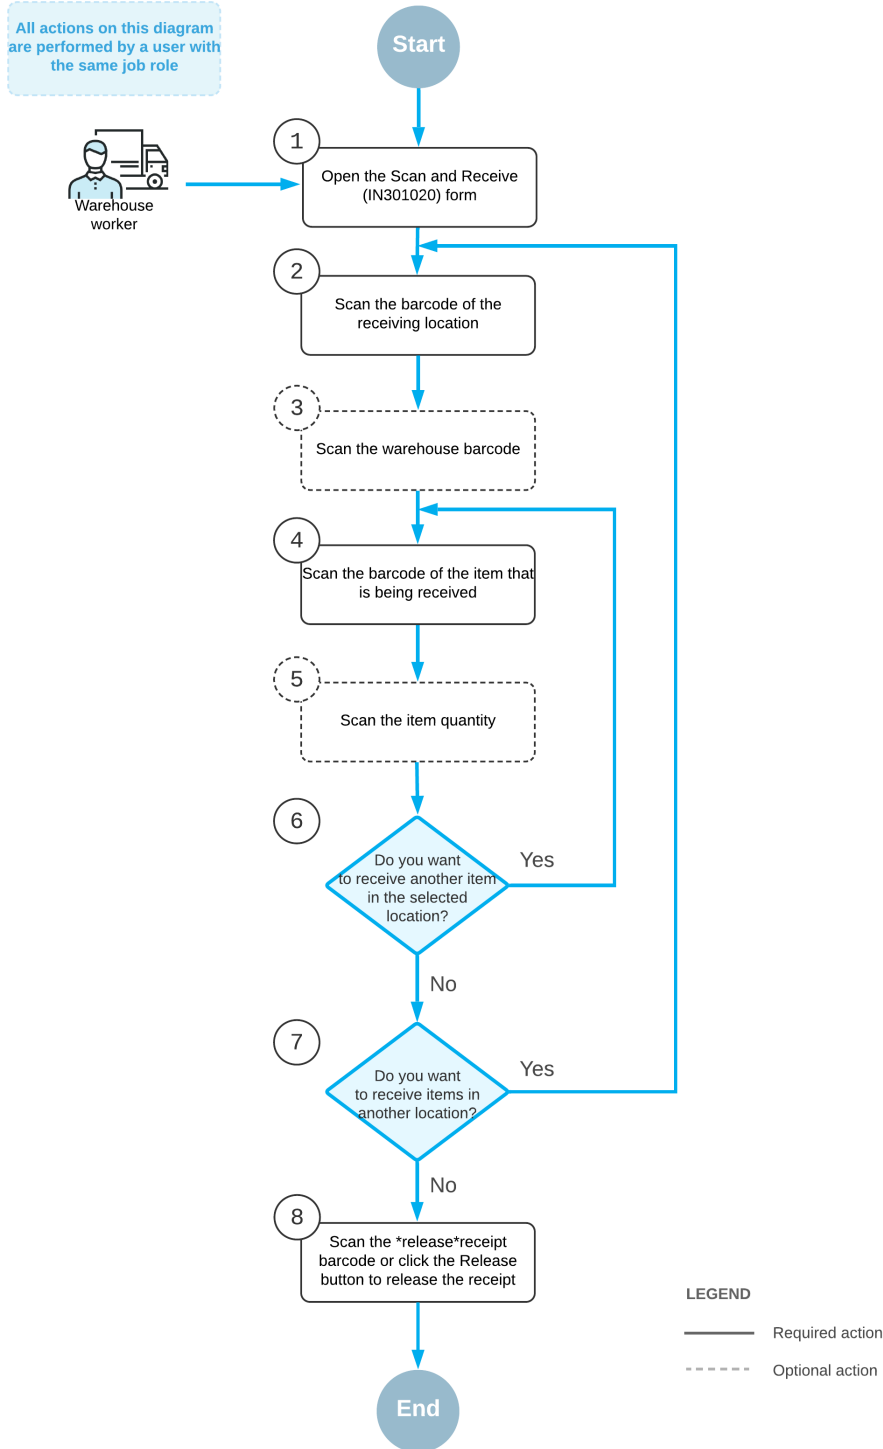 All actions on this diagram
are performed by a user with
the same job role
Start
Warehouse
worker
1
Open the Scan and Receive
(IN301020) form
2
Scan the barcode of the
receiving location
3
Scan the warehouse barcode
4
Scan the barcode of the item that
is being received
5
Scan the item quantity
6
Do you want
to receive another item
in the selected
location?
Yes
No
7
Do you want
to receive items in
another location?
Yes
No
8
Scan the *release*receipt
barcode or click the Release
button to release the receipt
End
LEGEND
Required action
Optional action